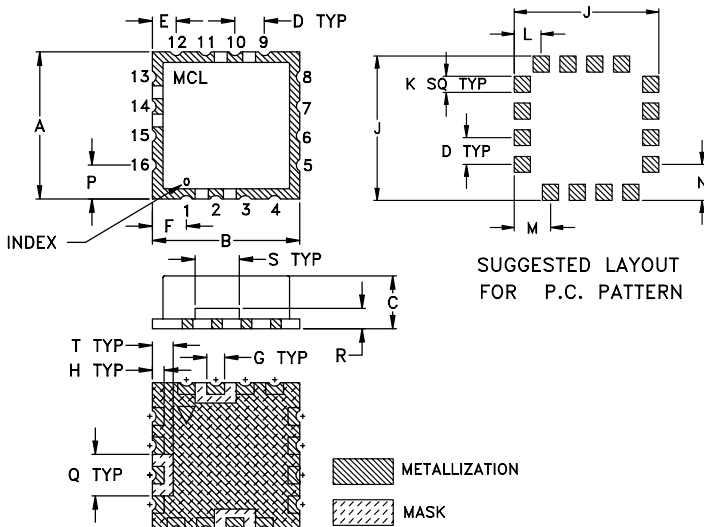 E
D TYP
12 11 10 9
MCL
13
14
15
16
8
7
6
5
A
P
1 2 3 4
INDEX
F
B
J
L
K SQ TYP
J
D TYP
N
M
SUGGESTED LAYOUT
FOR P.C. PATTERN
S TYP
C
R
T TYP
G TYP
H TYP
Q TYP
METALLIZATION
MASK